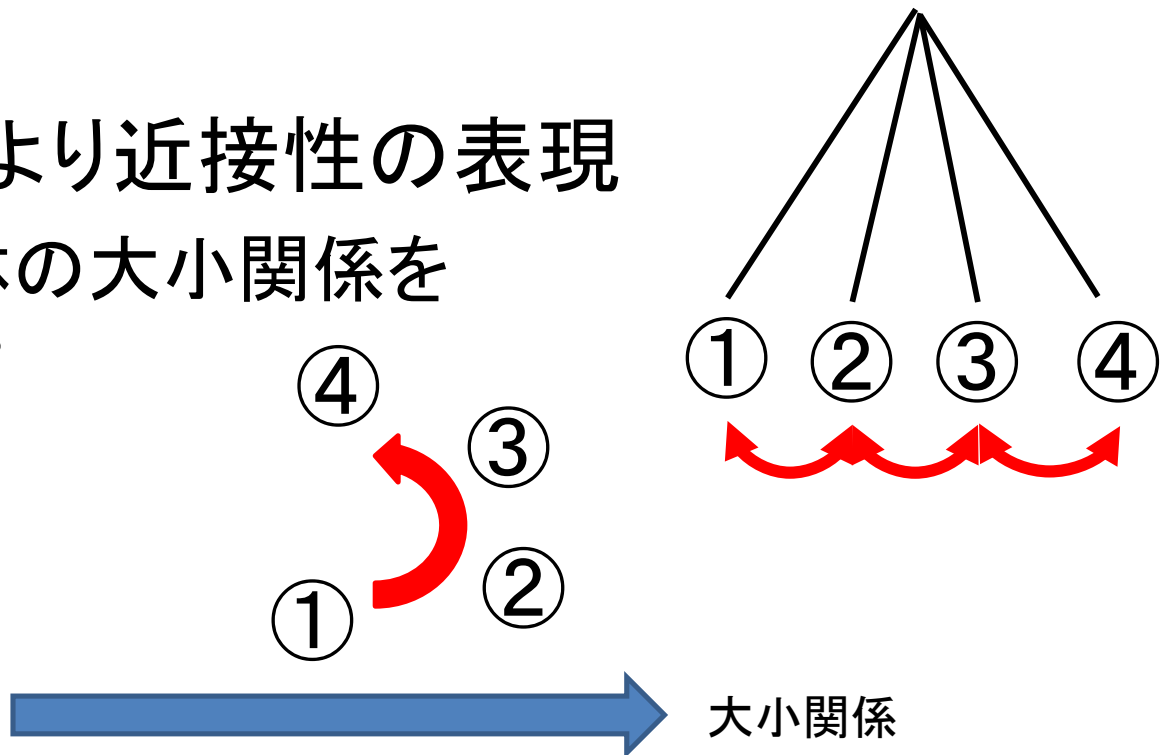 より近接性の表現
の大小関係を
④
③
②
①
① ② ③ ④
大小関係